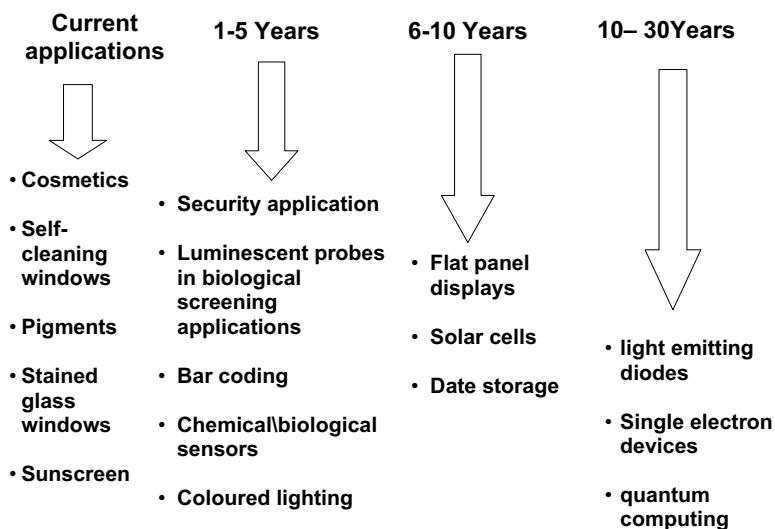 Current
applications
• Cosmetics
• Self-
cleaning
windows
• Pigments
• Stained
glass
windows
• Sunscreen
1-5 Years
• Security application
• Luminescent probes
in biological
screening
applications
• Bar coding
• Chemical\biological
sensors
• Coloured lighting
6-10 Years
• Flat panel
displays
• Solar cells
• Date storage
10– 30Years
• light emitting
diodes
• Single electron
devices
• quantum
computing